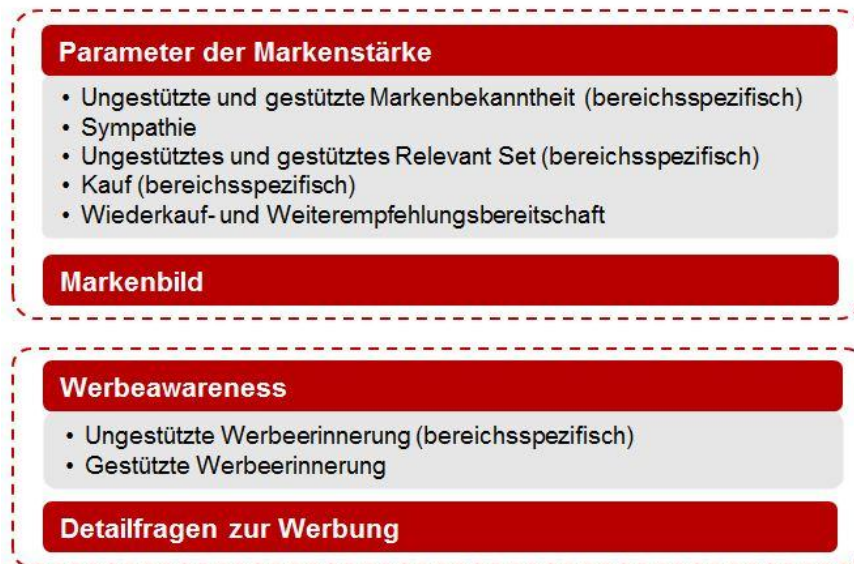 Parameter der Markenstärke
• Ungestützte und gestützte Markenbekanntheit (bereichsspezifisch)
• Sympathie
• Ungestütztes und gestütztes Relevant Set (bereichsspezifisch)
• Kauf (bereichsspezifisch)
• Wiederkauf- und Weiterempfehlungsbereitschaft
Markenbild
Werbeawareness
• Ungestützte Werbeerinnerung (bereichsspezifisch)
• Gestützte Werbeerinnerung
Detailfragen zur Werbung